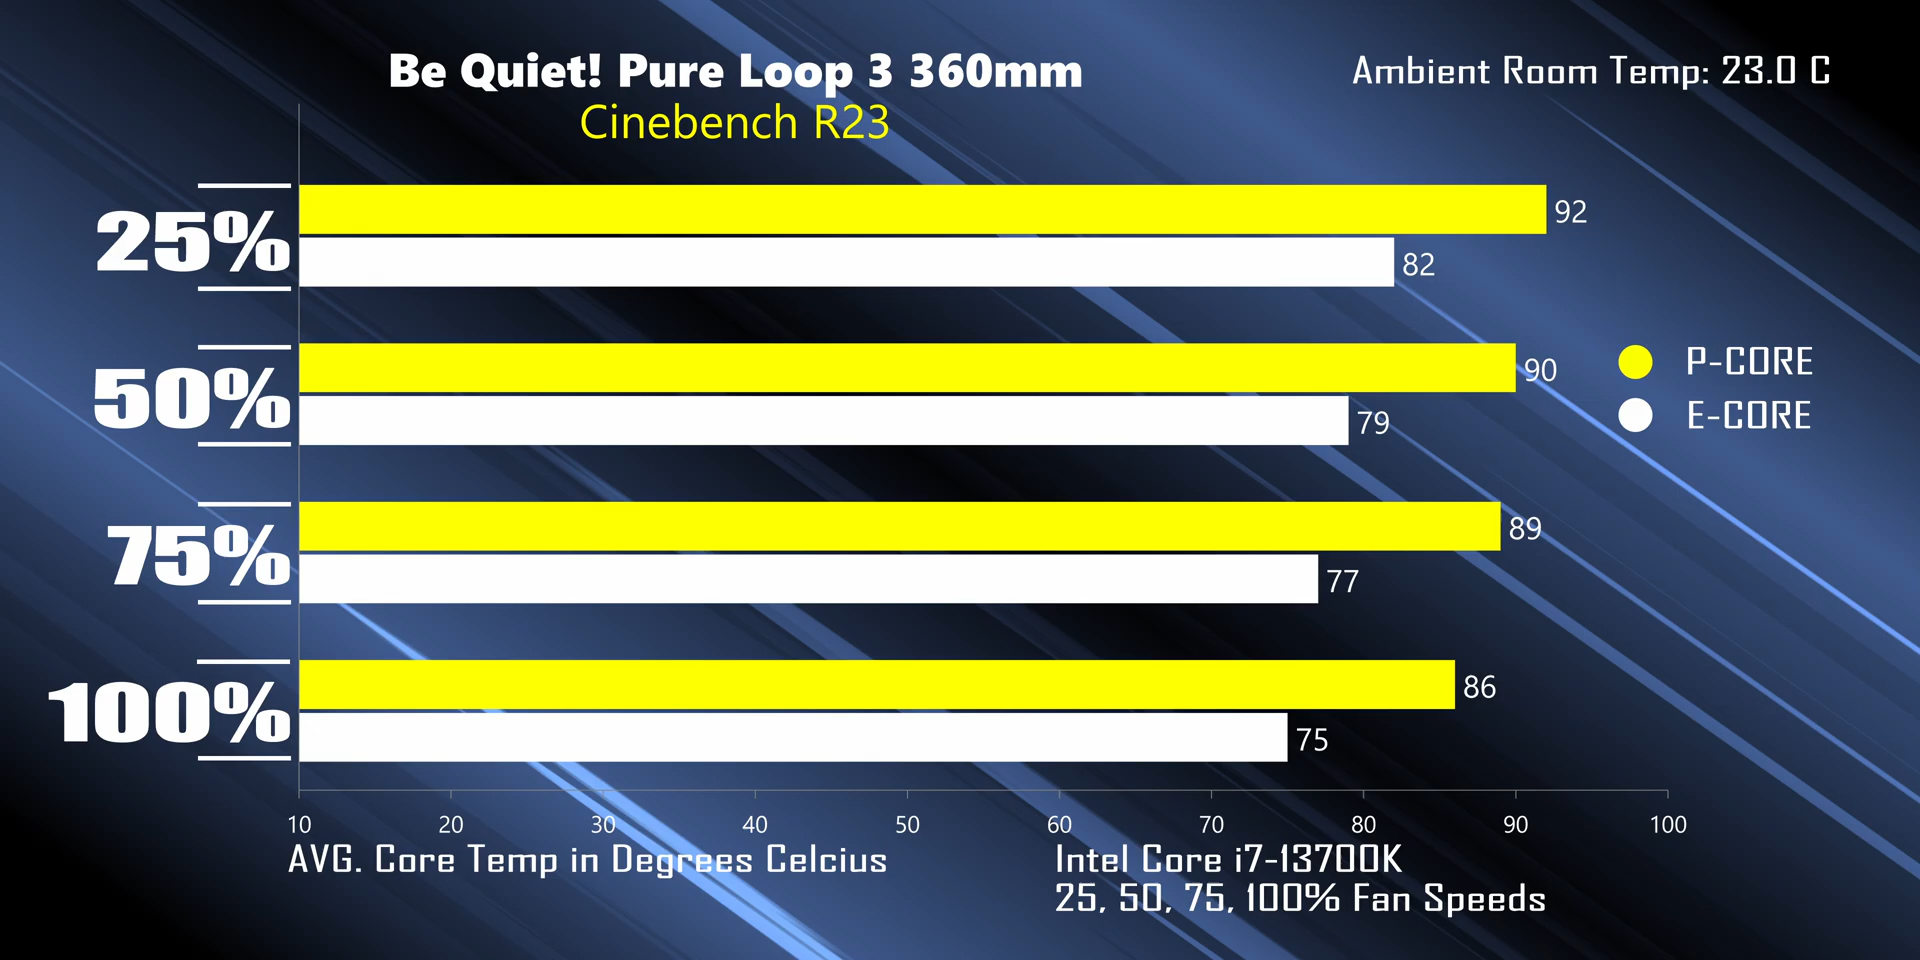 Be Quiet! Pure Loop 3 360mm
Cinebench R23
Ambient Room Temp: 23.0 C
25%
92
82
50%
90
79
P-CORE
E-CORE
75%
89
77
100%
86
75
10 20 30 40 50 60 70 80 90 100
AVG. Core Temp in Degrees Celcius
Intel Core i7-13700K
25, 50, 75, 100% Fan Speeds